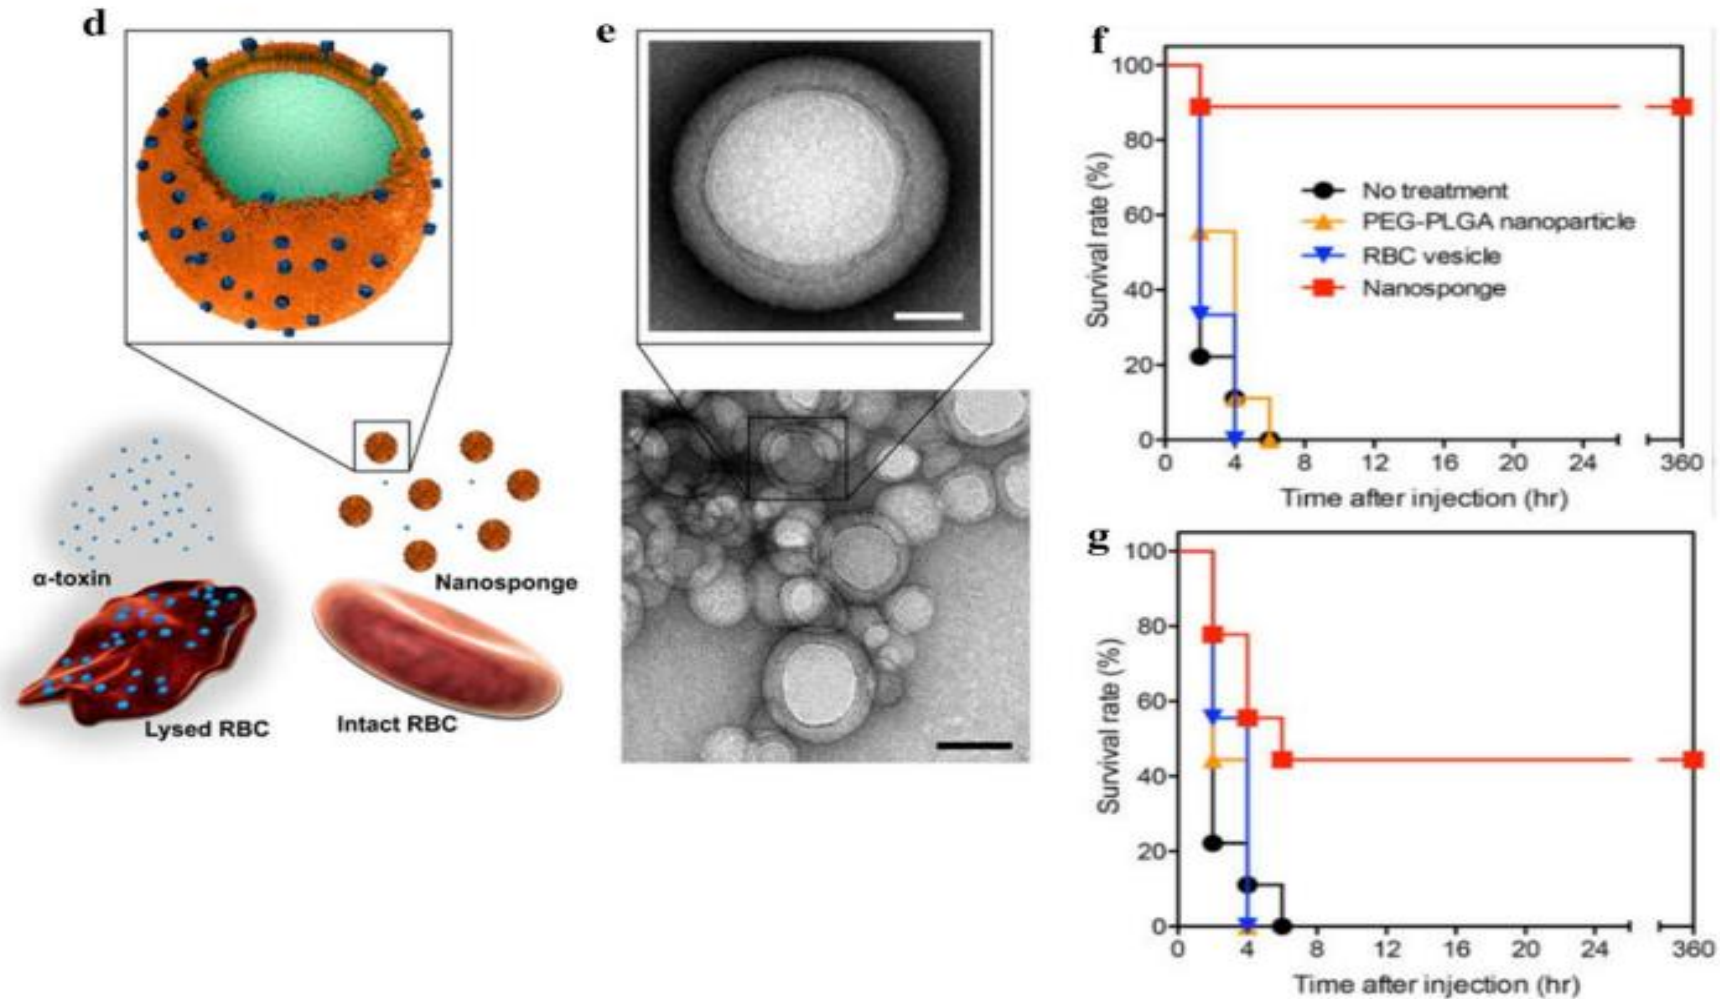 d
α-toxin
Nanosponge
Lysed RBC
Intact RBC
e
f
100
80
60
40
20
0
Survival rate (%)
No treatment
PEG-PLGA nanoparticle
RBC vesicle
Nanosponge
0 4 8 12 16 20 24 360
Time after injection (hr)
g
100
80
60
40
20
0
Survival rate (%)
0 4 8 12 16 20 24 360
Time after injection (hr)